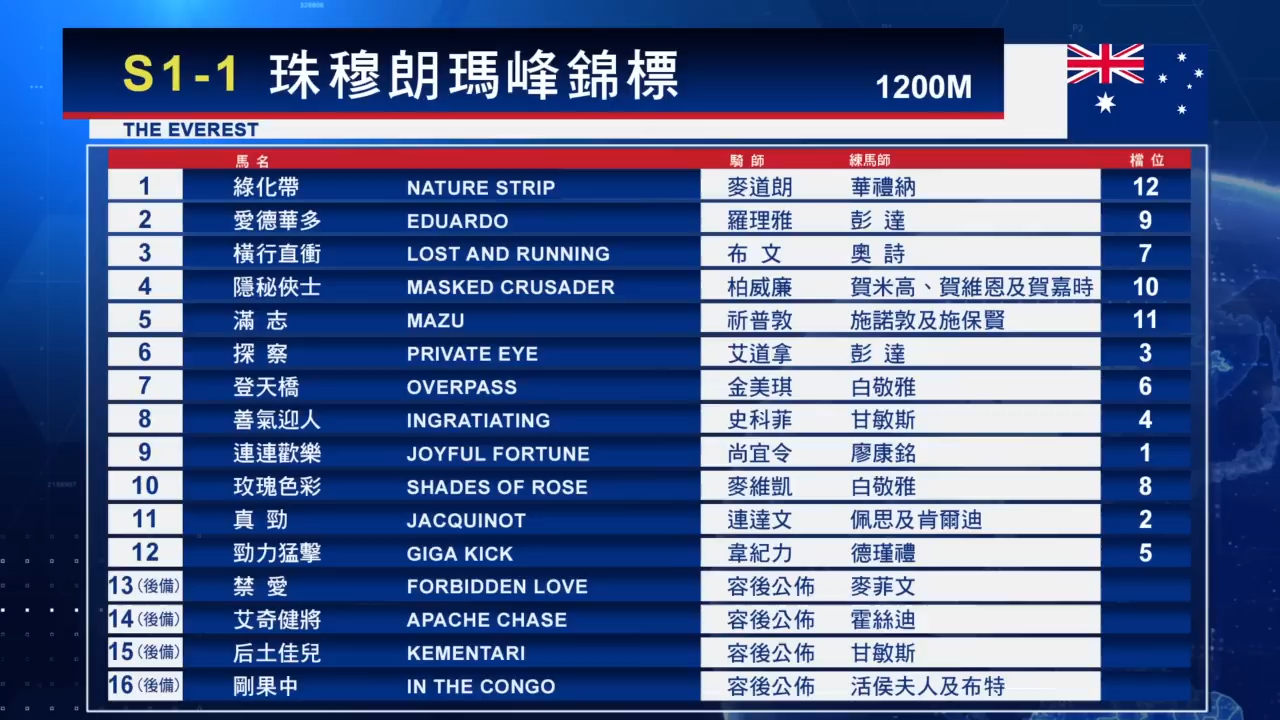 S1-1 珠穆朗瑪峰錦標 1200M
THE EVEREST
馬名 騎師 練馬師 檔位
1 綠化帶 NATURE STRIP 麥道朗 華禮納 12
2 愛德華多 EDUARDO 羅理雅 彭達 9
3 橫行直衝 LOST AND RUNNING 布文 奧詩 7
4 隱秘俠士 MASKED CRUSADER 柏威廉 賀米高、賀維恩及賀嘉時 10
5 滿志 MAZU 祈普敦 施諾敦及施保賢 11
6 探察 PRIVATE EYE 艾道拿 彭達 3
7 登天橋 OVERPASS 金美琪 白敬雅 6
8 善氣迎人 INGRATIATING 史科菲 甘敏斯 4
9 連連歡樂 JOYFUL FORTUNE 尚宜令 廖康銘 1
10 玫瑰色彩 SHADES OF ROSE 麥維凱 白敬雅 8
11 真勁 JACQUINOT 連達文 佩思及肯爾迪 2
12 勁力猛擊 GIGA KICK 韋紀力 德瑾禮 5
13(後備) 禁愛 FORBIDDEN LOVE 容後公佈 麥菲文
14(後備) 艾奇健將 APACHE CHASE 容後公佈 霍絲迪
15(後備) 后土佳兒 KEMENTARI 容後公佈 甘敏斯
16(後備) 剛果中 IN THE CONGO 容後公佈 活侯夫人及布特